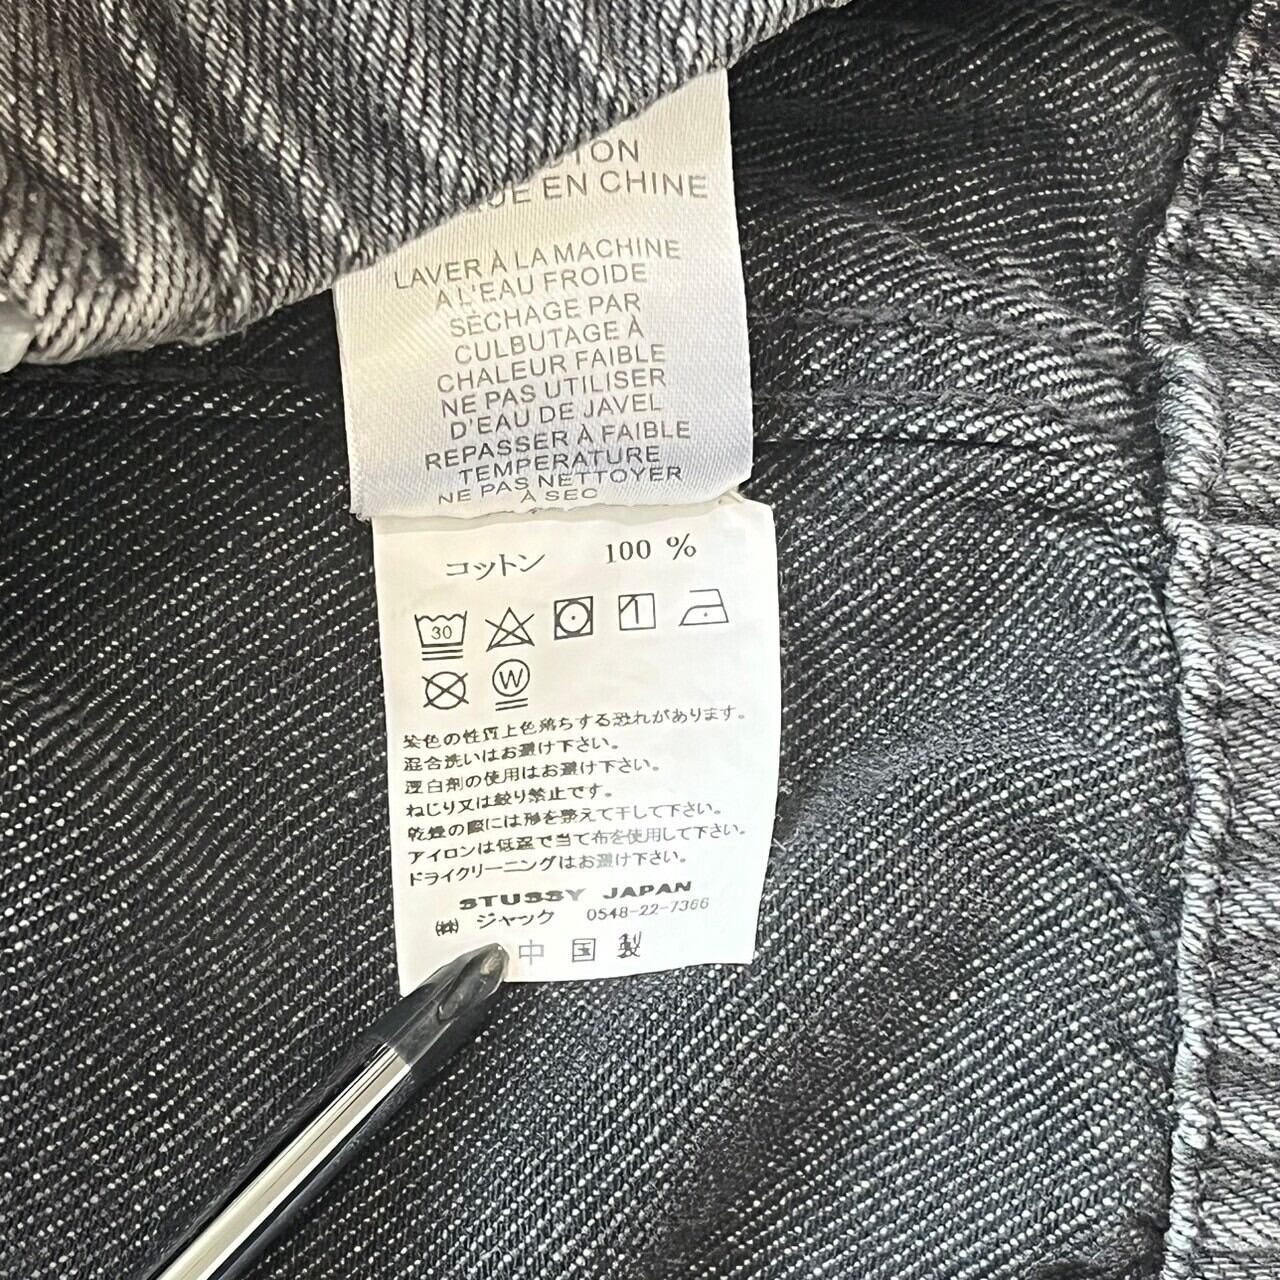 TON
UE EN CHINE
LAVER À LA MACHINE
A L'EAU FROIDE
SÉCHAGE PAR
CULBUTAGE À
CHALEUR FAIBLE
NE PAS UTILISER
D'EAU DE JAVEL
REPASSER À FAIBLE
TEMPERATURE
NE PAS NETTOYER
À SEC
コットン 100 %
30
1
W
染色の性質上色落ちする恐れがあります。
混合洗いはお避け下さい。
漂白剤の使用はお避け下さい。
ねじり又は絞り禁止です。
乾燥の際には形を整えて干して下さい。
アイロンは低温で当て布を使用して下さい。
ドライクリーニングはお避け下さい。
STUSSY JAPAN
㈱ ジャック 0548-22-7366
中国製